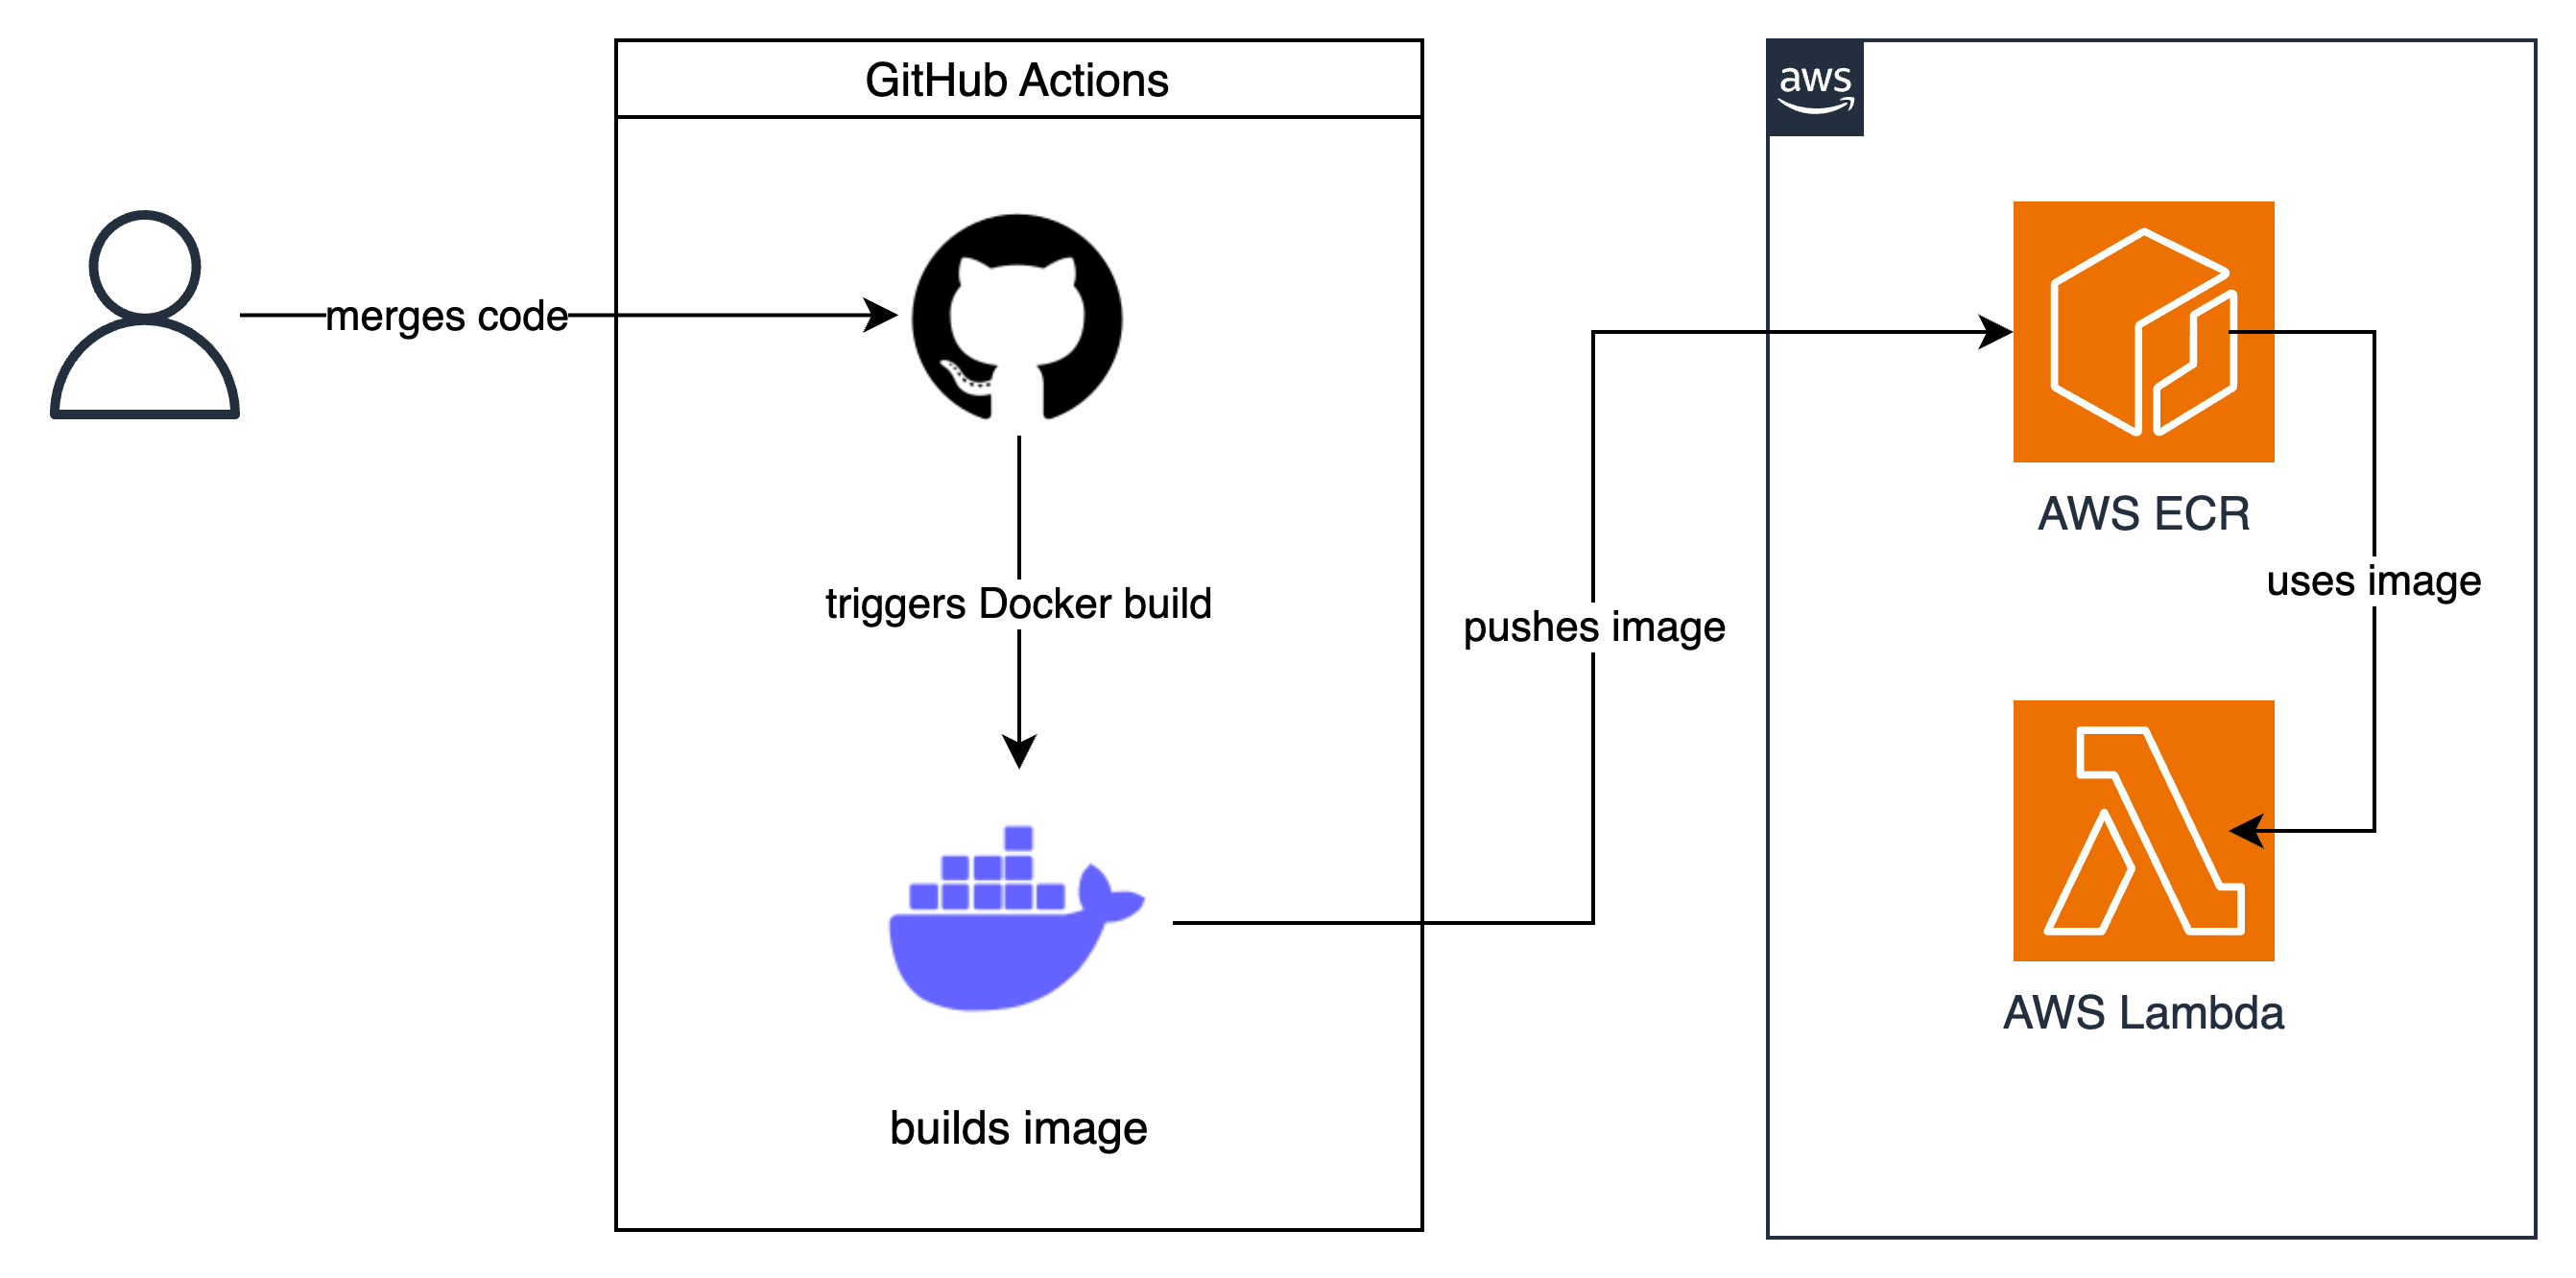 GitHub Actions
aws
merges code
triggers Docker build
builds image
pushes image
AWS ECR
uses image
AWS Lambda